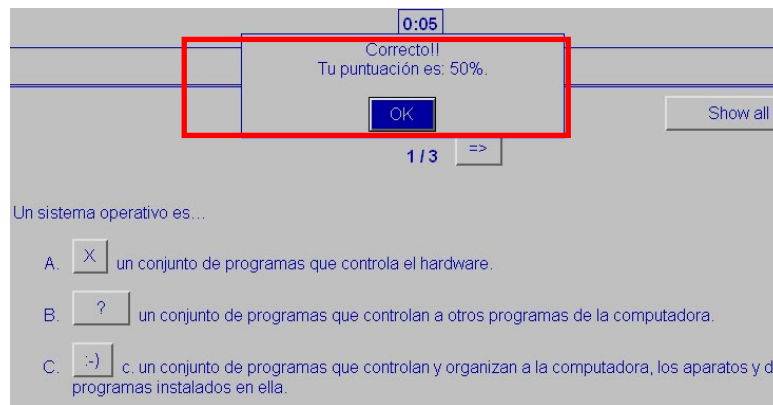 0:05
Correcto!!
Tu puntuación es: 50%.
OK
Show all
1 / 3 =>
Un sistema operativo es...
A. X un conjunto de programas que controla el hardware.
B. ? un conjunto de programas que controlan a otros programas de la computadora.
C. :-) c. un conjunto de programas que controlan y organizan a la computadora, los aparatos y d
programas instalados en ella.